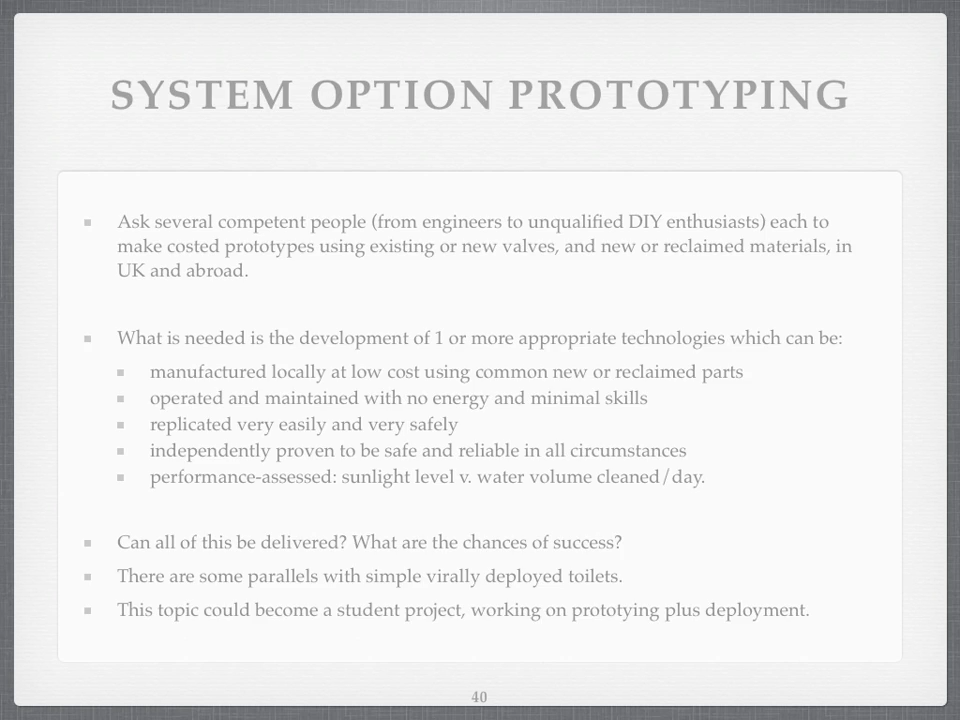 SYSTEM OPTION PROTOTYPING
Ask several competent people (from engineers to unqualified DIY enthusiasts) each to
make costed prototypes using existing or new valves, and new or reclaimed materials, in
UK and abroad.
What is needed is the development of 1 or more appropriate technologies which can be:
manufactured locally at low cost using common new or reclaimed parts
operated and maintained with no energy and minimal skills
replicated very easily and very safely
independently proven to be safe and reliable in all circumstances
performance-assessed: sunlight level v. water volume cleaned/day.
Can all of this be delivered? What are the chances of success?
There are some parallels with simple virally deployed toilets.
This topic could become a student project, working on prototying plus deployment.
40